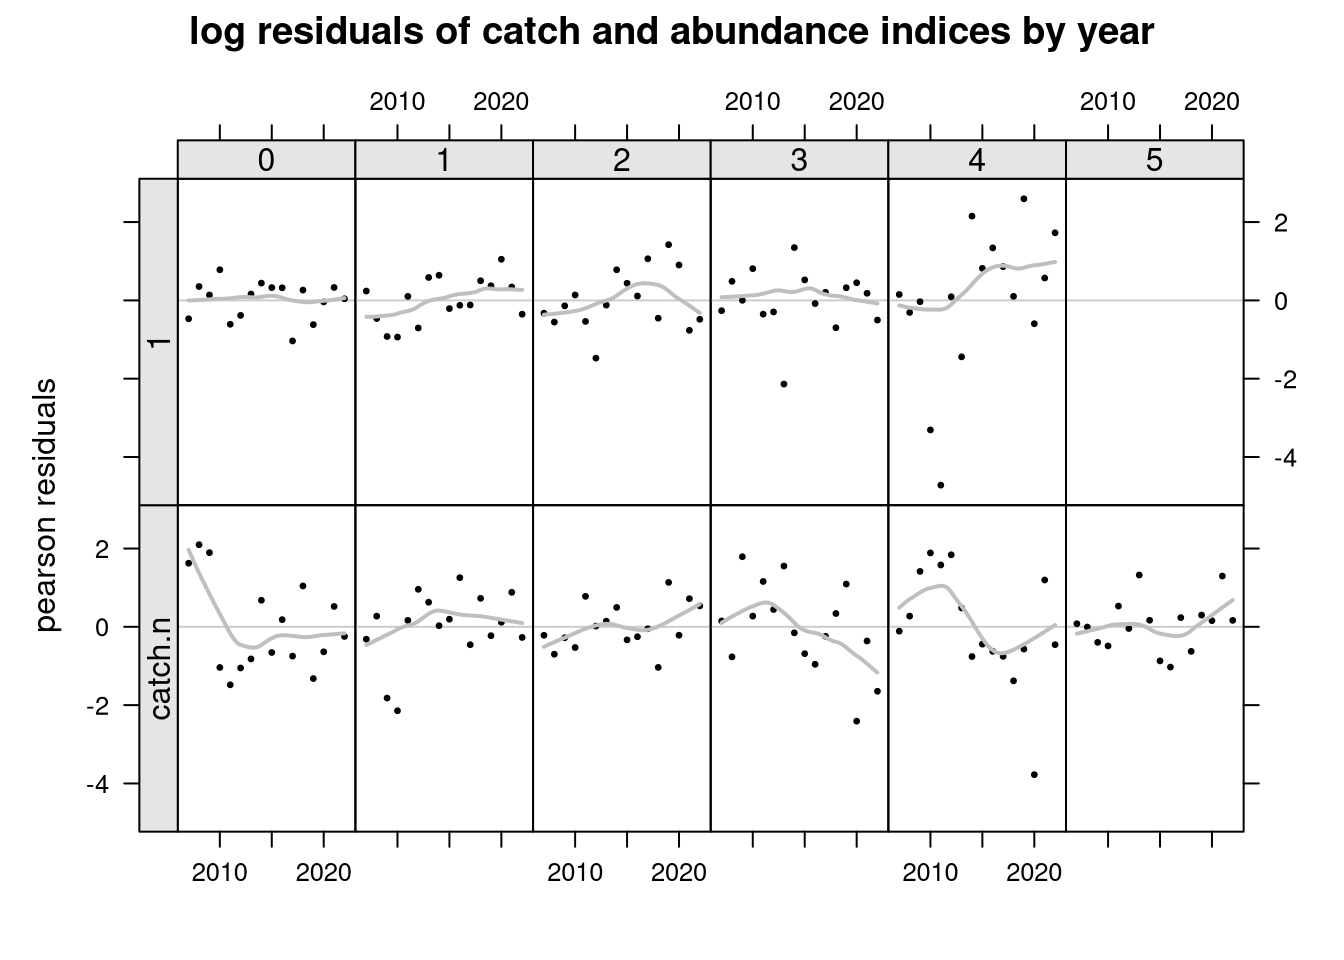 log residuals of catch and abundance indices by year
2010 2020 2010 2020 2010 2020
0 1 2 3 4 5
1
2
0
-2
-4
pearson residuals
catch.n
2
0
-2
-4
2010 2020 2010 2020 2010 2020